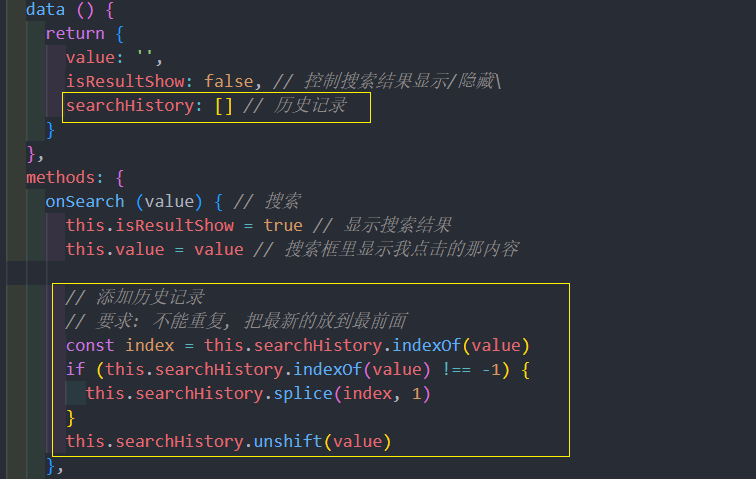 data () {
return {
value: '',
isResultShow: false, // 控制搜索结果显示/隐藏\
searchHistory: [] // 历史记录
}
},
methods: {
onSearch (value) { // 搜索
this.isResultShow = true // 显示搜索结果
this.value = value // 搜索框里显示我点击的那内容
// 添加历史记录
// 要求: 不能重复, 把最新的放到最前面
const index = this.searchHistory.indexOf(value)
if (this.searchHistory.indexOf(value) !== -1) {
this.searchHistory.splice(index, 1)
}
this.searchHistory.unshift(value)
},